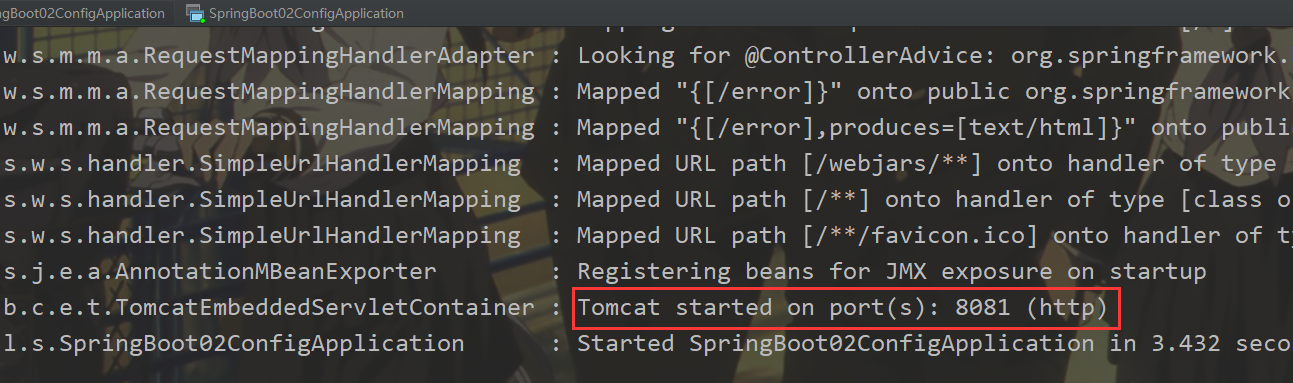 gBoot02ConfigApplication SpringBoot02ConfigApplication
w.s.m.m.a.RequestMappingHandlerAdapter : Looking for @ControllerAdvice: org.springframework.
w.s.m.m.a.RequestMappingHandlerMapping : Mapped "{[/error]}" onto public org.springframework
w.s.m.m.a.RequestMappingHandlerMapping : Mapped "{[/error],produces=[text/html]}" onto publi
s.w.s.handler.SimpleUrlHandlerMapping : Mapped URL path [/webjars/**] onto handler of type
s.w.s.handler.SimpleUrlHandlerMapping : Mapped URL path [/**] onto handler of type [class o
s.w.s.handler.SimpleUrlHandlerMapping : Mapped URL path [/**/favicon.ico] onto handler of ty
s.j.e.a.AnnotationMBeanExporter : Registering beans for JMX exposure on startup
b.c.e.t.TomcatEmbeddedServletContainer : Tomcat started on port(s): 8081 (http)
l.s.SpringBoot02ConfigApplication : Started SpringBoot02ConfigApplication in 3.432 seco